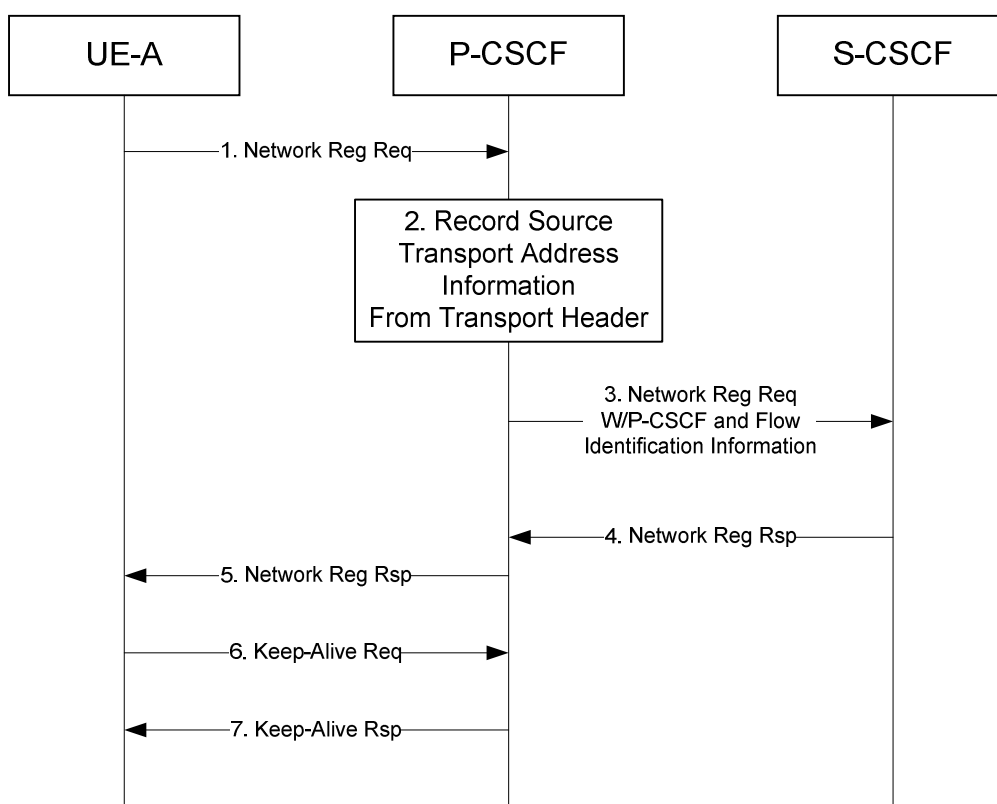 UE-A
P-CSCF
S-CSCF
1. Network Reg Req
2. Record Source
Transport Address
Information
From Transport Header
3. Network Reg Req
W/P-CSCF and Flow
Identification Information
4. Network Reg Rsp
5. Network Reg Rsp
6. Keep-Alive Req
7. Keep-Alive Rsp